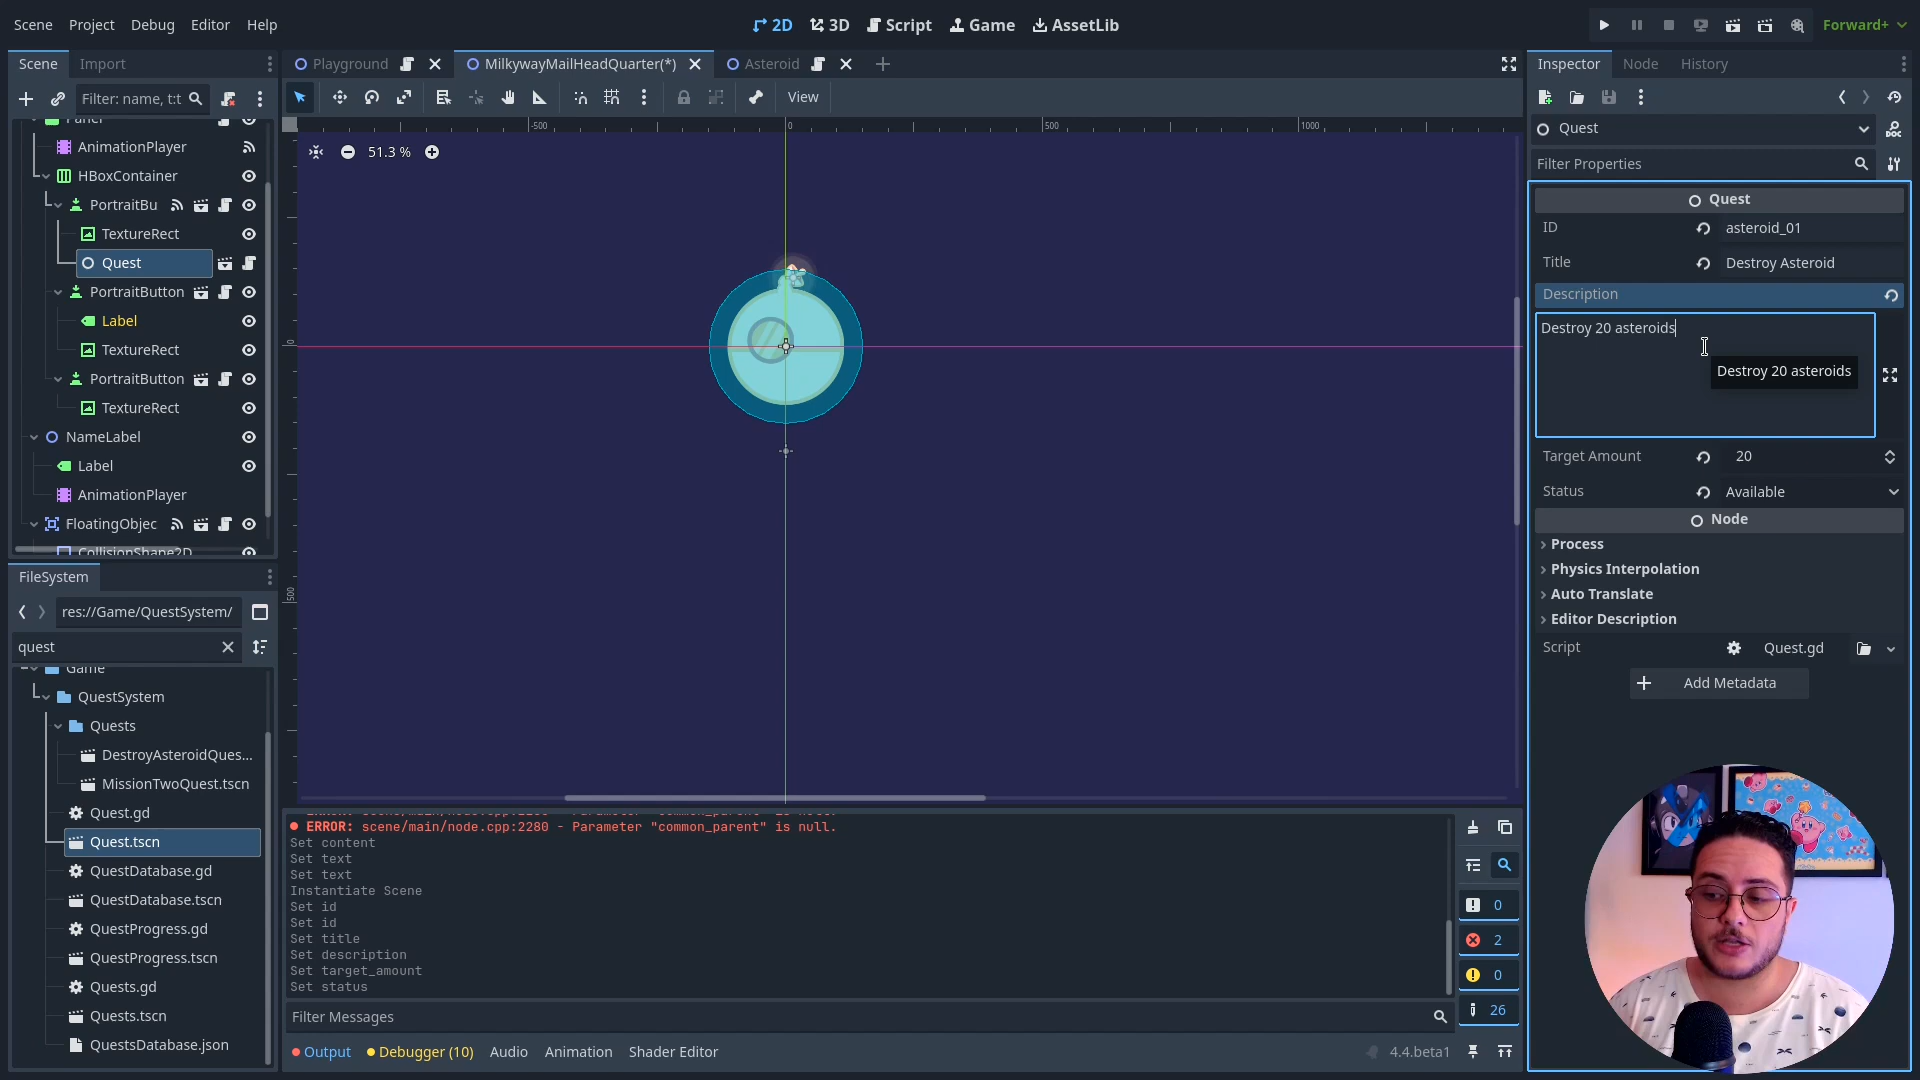 Scene Project Debug Editor Help
2D 3D Script Game AssetLib
Forward+
Scene Import
Playground MilkywayMailHeadQuarter(*) Asteroid
Inspector Node History
Filter: name, t:t
View
Quest
Filter Properties
-500 0 500 1000
51.3 %
0
500
Panel
AnimationPlayer
HBoxContainer
PortraitBu
TextureRect
Quest
PortraitButton
Label
TextureRect
PortraitButton
TextureRect
NameLabel
Label
AnimationPlayer
FloatingObjec
CollisionShape2D
FileSystem
res://Game/QuestSystem/
quest
Game
QuestSystem
Quests
DestroyAsteroidQues...
MissionTwoQuest.tscn
Quest.gd
Quest.tscn
QuestDatabase.gd
QuestDatabase.tscn
QuestProgress.gd
QuestProgress.tscn
Quests.gd
Quests.tscn
QuestsDatabase.json
ERROR: scene/main/node.cpp:2280 - Parameter "common_parent" is null.
Set content
Set text
Set text
Instantiate Scene
Set id
Set id
Set title
Set description
Set target_amount
Set status
Filter Messages
0
2
0
26
Output Debugger (10) Audio Animation Shader Editor
4.4.beta1
Quest
ID asteroid_01
Title Destroy Asteroid
Description
Destroy 20 asteroids
Destroy 20 asteroids
Target Amount 20
Status Available
Node
Process
Physics Interpolation
Auto Translate
Editor Description
Script Quest.gd
Add Metadata